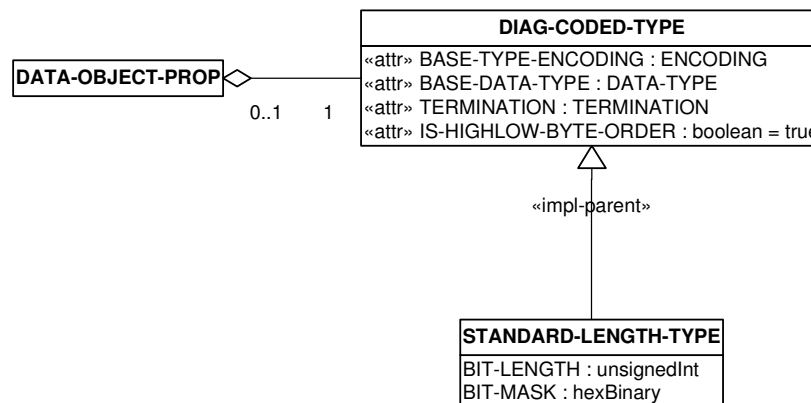 DIAG-CODED-TYPE
«attr» BASE-TYPE-ENCODING : ENCODING
«attr» BASE-DATA-TYPE : DATA-TYPE
«attr» TERMINATION : TERMINATION
«attr» IS-HIGHLOW-BYTE-ORDER : boolean = true
DATA-OBJECT-PROP
0..1 1
«impl-parent»
STANDARD-LENGTH-TYPE
BIT-LENGTH : unsignedInt
BIT-MASK : hexBinary